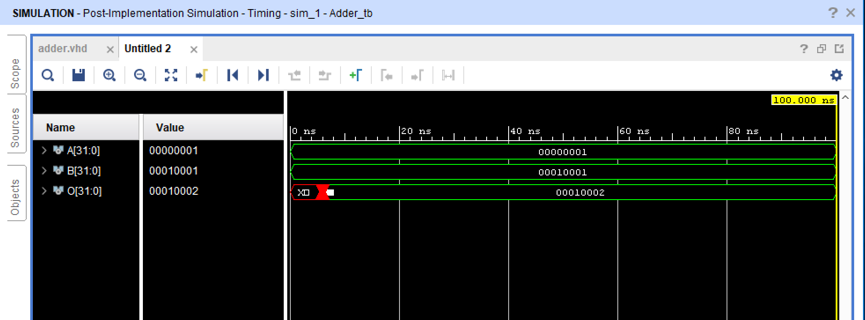 SIMULATION - Post-Implementation Simulation - Timing - sim_1 - Adder_tb
adder.vhd
Untitled 2
Scope
Sources
Objects
100.000 ns
Name Value
0 ns 20 ns 40 ns 60 ns 80 ns
A[31:0] 00000001 00000001
B[31:0] 00010001 00010001
O[31:0] 00010002 00010002